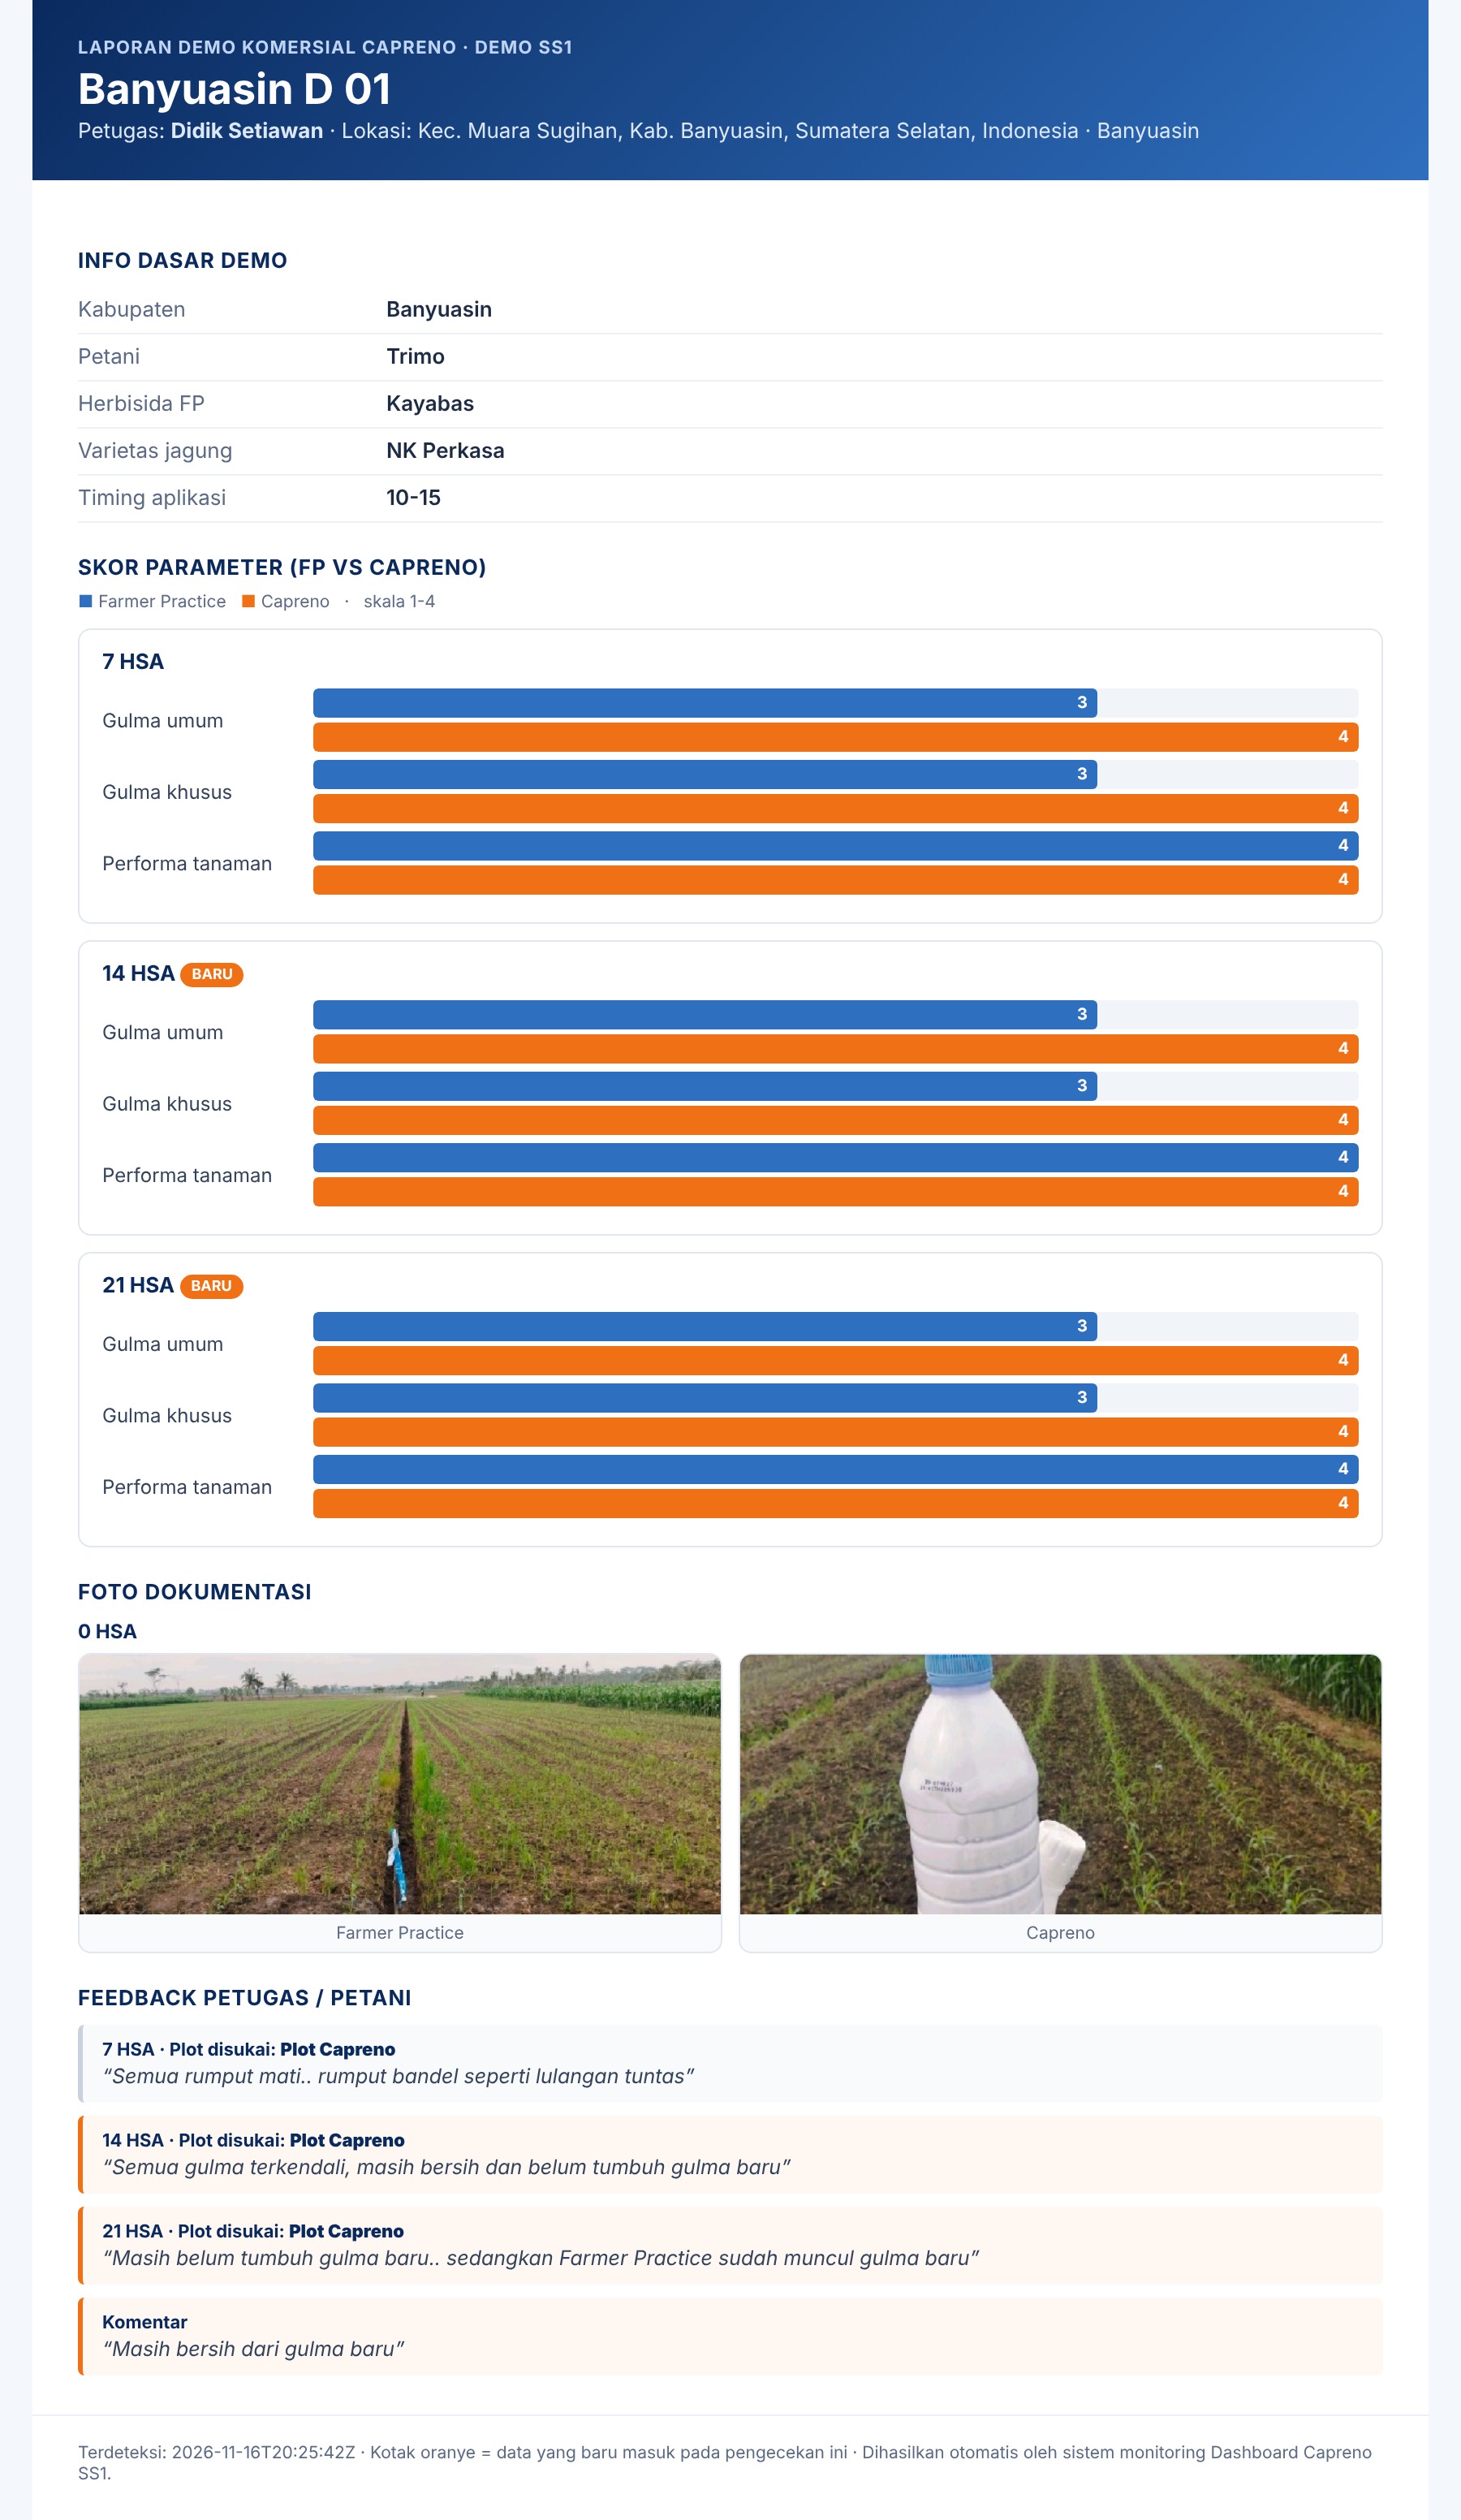 LAPORAN DEMO KOMERSIAL CAPRENO · DEMO SS1
Banyuasin D 01
Petugas: Didik Setiawan · Lokasi: Kec. Muara Sugihan, Kab. Banyuasin, Sumatera Selatan, Indonesia · Banyuasin
INFO DASAR DEMO
Kabupaten Banyuasin
Petani Trimo
Herbisida FP Kayabas
Varietas jagung NK Perkasa
Timing aplikasi 10-15
SKOR PARAMETER (FP VS CAPRENO)
Farmer Practice Capreno · skala 1-4
7 HSA
Gulma umum
3
4
Gulma khusus
3
4
Performa tanaman
4
4
14 HSA BARU
Gulma umum
3
4
Gulma khusus
3
4
Performa tanaman
4
4
21 HSA BARU
Gulma umum
3
4
Gulma khusus
3
4
Performa tanaman
4
4
FOTO DOKUMENTASI
0 HSA
Farmer Practice
Capreno
FEEDBACK PETUGAS / PETANI
7 HSA · Plot disukai: Plot Capreno
“Semua rumput mati.. rumput bandel seperti lulangan tuntas”
14 HSA · Plot disukai: Plot Capreno
“Semua gulma terkendali, masih bersih dan belum tumbuh gulma baru”
21 HSA · Plot disukai: Plot Capreno
“Masih belum tumbuh gulma baru.. sedangkan Farmer Practice sudah muncul gulma baru”
Komentar
“Masih bersih dari gulma baru”
Terdeteksi: 2026-11-16T20:25:42Z · Kotak oranye = data yang baru masuk pada pengecekan ini · Dihasilkan otomatis oleh sistem monitoring Dashboard Capreno
SS1.